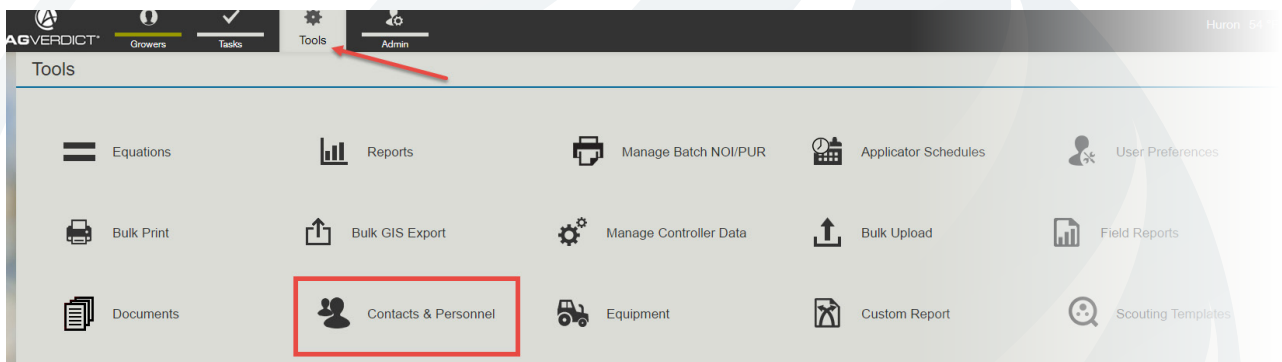 AGVERDICT
Growers
Tasks
Tools
Admin
Huron
Tools
Equations
Reports
Manage Batch NOI/PUR
Applicator Schedules
User Preferences
Bulk Print
Bulk GIS Export
Manage Controller Data
Bulk Upload
Field Reports
Documents
Contacts & Personnel
Equipment
Custom Report
Scouting Templates